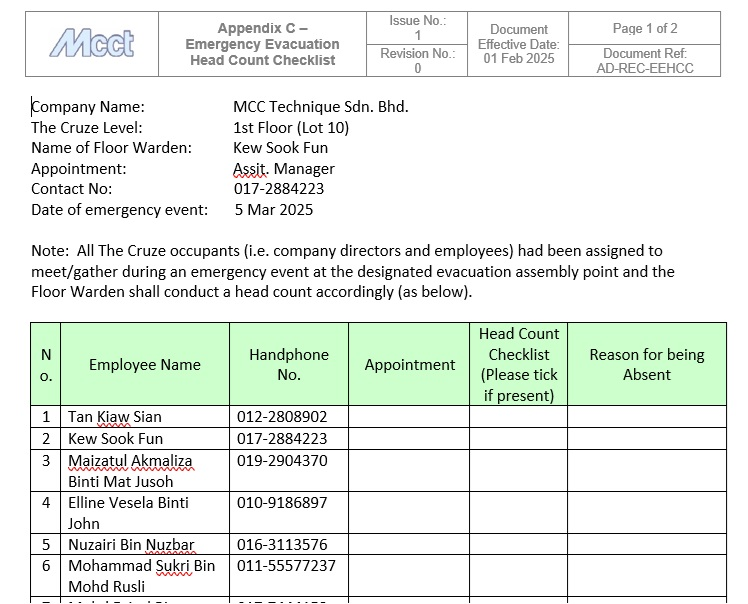 Mcct
Appendix C –
Emergency Evacuation
Head Count Checklist
Issue No.:
1
Revision No.:
0
Document
Effective Date:
01 Feb 2025
Page 1 of 2
Document Ref:
AD-REC-EEHCC
Company Name: MCC Technique Sdn. Bhd.
The Cruze Level: 1st Floor (Lot 10)
Name of Floor Warden: Kew Sook Fun
Appointment: Assit. Manager
Contact No: 017-2884223
Date of emergency event: 5 Mar 2025
Note: All The Cruze occupants (i.e. company directors and employees) had been assigned to
meet/gather during an emergency event at the designated evacuation assembly point and the
Floor Warden shall conduct a head count accordingly (as below).
N
o.
Employee Name
Handphone
No.
Appointment
Head Count
Checklist
(Please tick
if present)
Reason for being
Absent
1 Tan Kiaw Sian 012-2808902
2 Kew Sook Fun 017-2884223
3 Maizatul Akmaliza 019-2904370
Binti Mat Jusoh
4 Elline Vesela Binti 010-9186897
John
5 Nuzairi Bin Nuzbar 016-3113576
6 Mohammad Sukri Bin 011-55577237
Mohd Rusli